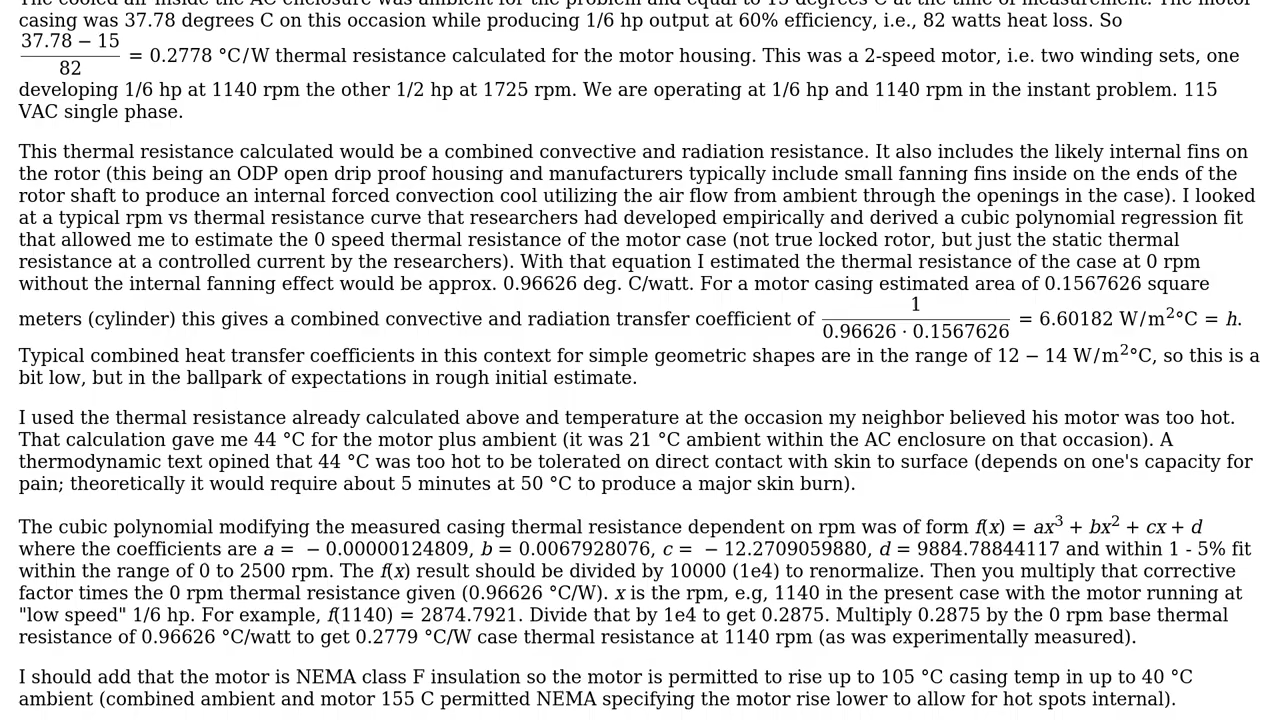 The cooled air inside the AC enclosure was ambient for the problem and equal to 15 degrees C at the time of measurement. The motor
casing was 37.78 degrees C on this occasion while producing 1/6 hp output at 60% efficiency, i.e., 82 watts heat loss. So
37.78 − 15
82
= 0.2778 °C/W thermal resistance calculated for the motor housing. This was a 2-speed motor, i.e. two winding sets, one
developing 1/6 hp at 1140 rpm the other 1/2 hp at 1725 rpm. We are operating at 1/6 hp and 1140 rpm in the instant problem. 115
VAC single phase.
This thermal resistance calculated would be a combined convective and radiation resistance. It also includes the likely internal fins on
the rotor (this being an ODP open drip proof housing and manufacturers typically include small fanning fins inside on the ends of the
rotor shaft to produce an internal forced convection cool utilizing the air flow from ambient through the openings in the case). I looked
at a typical rpm vs thermal resistance curve that researchers had developed empirically and derived a cubic polynomial regression fit
that allowed me to estimate the 0 speed thermal resistance of the motor case (not true locked rotor, but just the static thermal
resistance at a controlled current by the researchers). With that equation I estimated the thermal resistance of the case at 0 rpm
without the internal fanning effect would be approx. 0.96626 deg. C/watt. For a motor casing estimated area of 0.1567626 square
meters (cylinder) this gives a combined convective and radiation transfer coefficient of
1
0.96626 · 0.1567626
= 6.60182 W/m²°C = h.
Typical combined heat transfer coefficients in this context for simple geometric shapes are in the range of 12 − 14 W/m²°C, so this is a
bit low, but in the ballpark of expectations in rough initial estimate.
I used the thermal resistance already calculated above and temperature at the occasion my neighbor believed his motor was too hot.
That calculation gave me 44 °C for the motor plus ambient (it was 21 °C ambient within the AC enclosure on that occasion). A
thermodynamic text opined that 44 °C was too hot to be tolerated on direct contact with skin to surface (depends on one's capacity for
pain; theoretically it would require about 5 minutes at 50 °C to produce a major skin burn).
The cubic polynomial modifying the measured casing thermal resistance dependent on rpm was of form f(x) = ax³ + bx² + cx + d
where the coefficients are a = − 0.00000124809, b = 0.0067928076, c = − 12.2709059880, d = 9884.78844117 and within 1 - 5% fit
within the range of 0 to 2500 rpm. The f(x) result should be divided by 10000 (1e4) to renormalize. Then you multiply that corrective
factor times the 0 rpm thermal resistance given (0.96626 °C/W). x is the rpm, e.g, 1140 in the present case with the motor running at
"low speed" 1/6 hp. For example, f(1140) = 2874.7921. Divide that by 1e4 to get 0.2875. Multiply 0.2875 by the 0 rpm base thermal
resistance of 0.96626 °C/watt to get 0.2779 °C/W case thermal resistance at 1140 rpm (as was experimentally measured).
I should add that the motor is NEMA class F insulation so the motor is permitted to rise up to 105 °C casing temp in up to 40 °C
ambient (combined ambient and motor 155 C permitted NEMA specifying the motor rise lower to allow for hot spots internal).